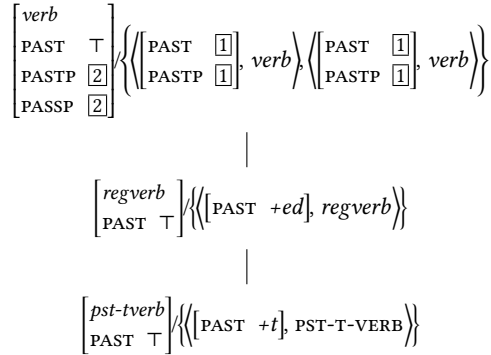 [verb
PAST ⊤
PASTP [2]
PASSP [2]]/{⟨[PAST [1]
PASTP [1]], verb⟩, ⟨[PAST [1]
PASTP [1]], verb⟩}
[regverb
PAST ⊤]/{⟨[PAST +ed], regverb⟩}
[pst-tverb
PAST ⊤]/{⟨[PAST +t], PST-T-VERB⟩}